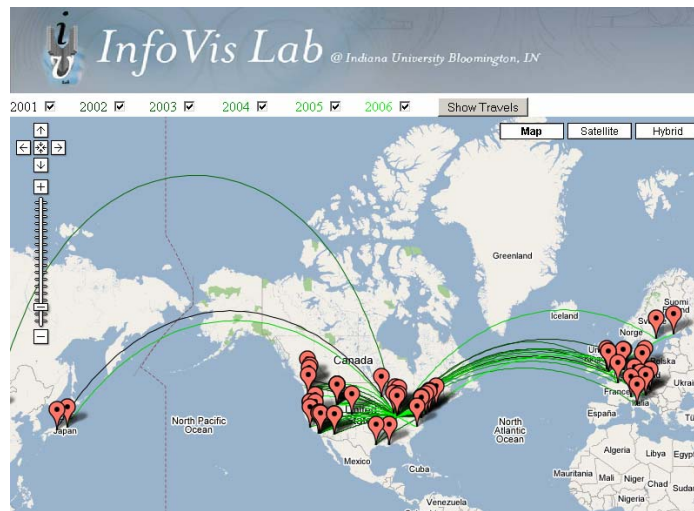 iv InfoVis Lab @ Indiana University Bloomington, IN
2001 2002 2003 2004 2005 2006 Show Travels
Map Satellite Hybrid
Greenland
Iceland
Suomi
Norge
Canada
France
España
Italia
Japan
North Pacific
Ocean
North
Atlantic
Ocean
Mexico
Cuba
Venezuela
Algeria
Libya
Egypt
Mauritania
Mali
Niger
Chad
Sudan
Nigeria